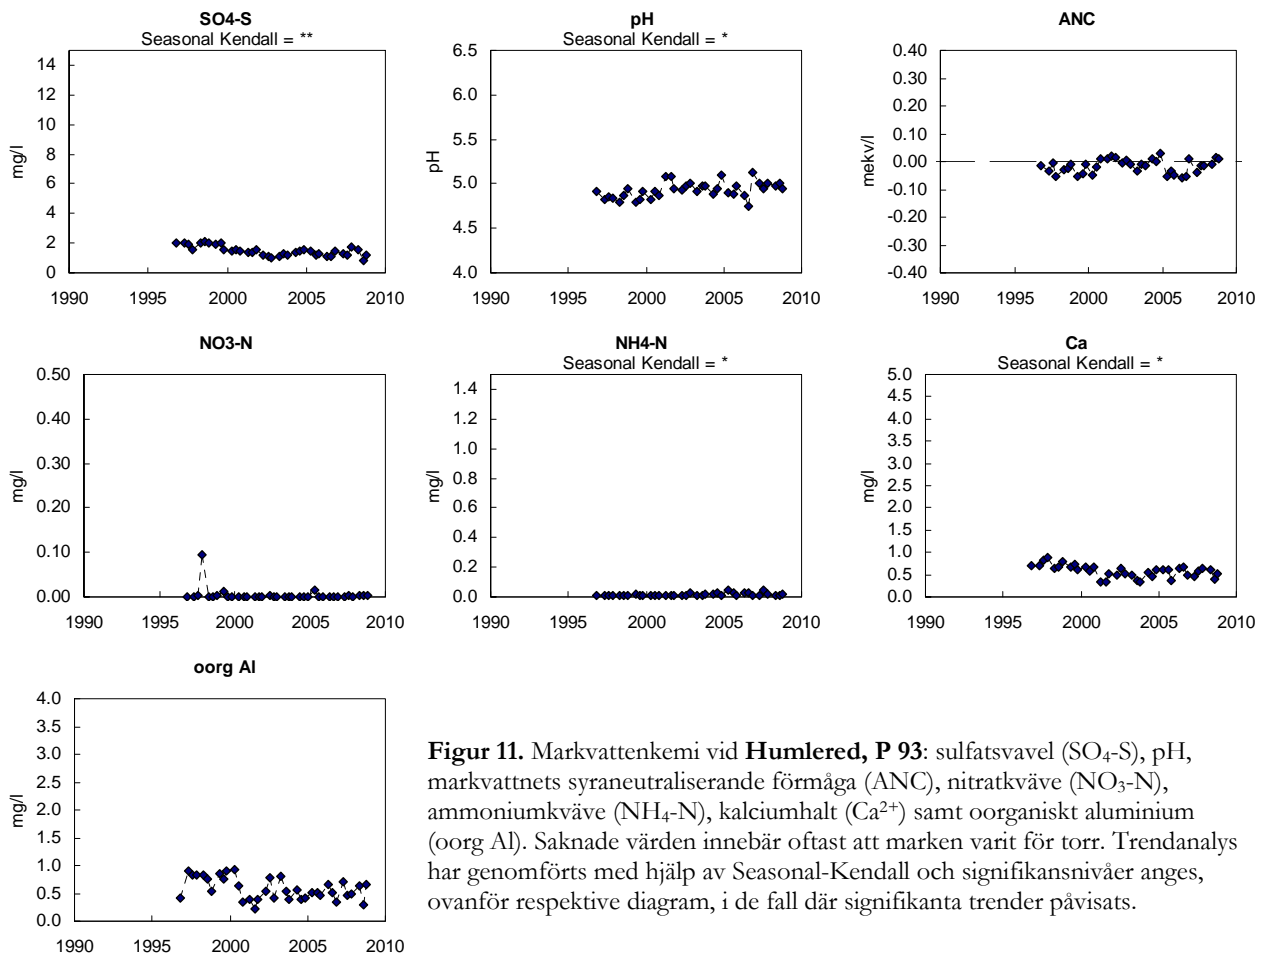 SO4-S
Seasonal Kendall = **
14
12
10
8
6
4
2
0
mg/l
1990 1995 2000 2005 2010
pH
Seasonal Kendall = *
6.5
6.0
5.5
5.0
4.5
4.0
pH
1990 1995 2000 2005 2010
ANC
0.40
0.30
0.20
0.10
0.00
-0.10
-0.20
-0.30
-0.40
mekv/l
1990 1995 2000 2005 2010
NO3-N
0.50
0.40
0.30
0.20
0.10
0.00
mg/l
1990 1995 2000 2005 2010
NH4-N
Seasonal Kendall = *
1.4
1.2
1.0
0.8
0.6
0.4
0.2
0.0
mg/l
1990 1995 2000 2005 2010
Ca
Seasonal Kendall = *
5.0
4.5
4.0
3.5
3.0
2.5
2.0
1.5
1.0
0.5
0.0
mg/l
1990 1995 2000 2005 2010
oorg Al
4.0
3.5
3.0
2.5
2.0
1.5
1.0
0.5
0.0
mg/l
1990 1995 2000 2005 2010
Figur 11. Markvattenkemi vid Humlered, P 93: sulfatsvavel (SO₄-S), pH,
markvattnets syraneutraliserande förmåga (ANC), nitratkväve (NO₃-N),
ammoniumkväve (NH₄-N), kalciumhalt (Ca²⁺) samt oorganiskt aluminium
(oorg Al). Saknade värden innebär oftast att marken varit för torr. Trendanalys
har genomförts med hjälp av Seasonal-Kendall och signifikansnivåer anges,
ovanför respektive diagram, i de fall där signifikanta trender påvisats.